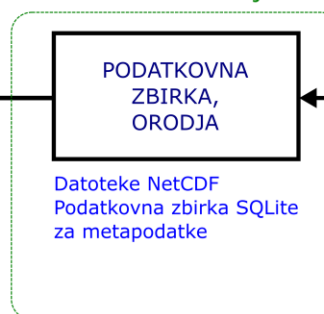 PODATKOVNA
ZBIRKA,
ORODJA
Datoteke NetCDF
Podatkovna zbirka SQLite
za metapodatke